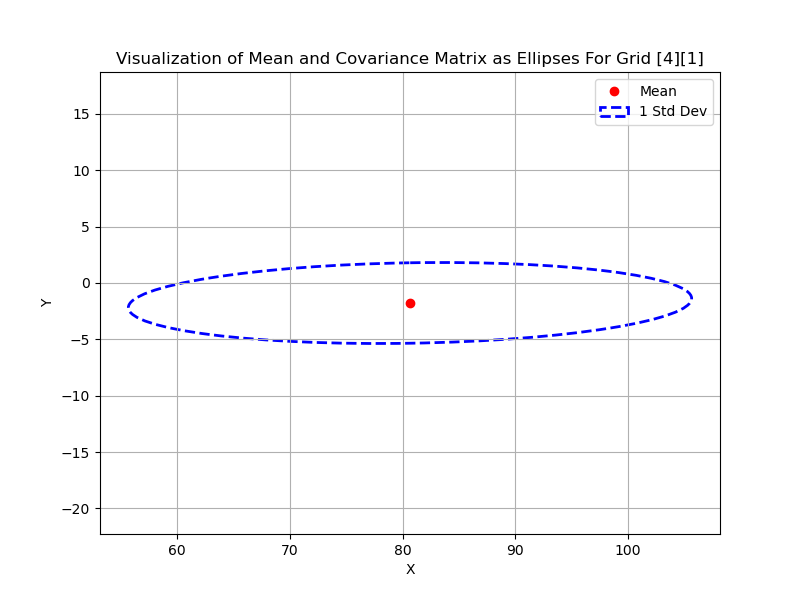 Visualization of Mean and Covariance Matrix as Ellipses For Grid [4][1]
Mean
1 Std Dev
15
10
5
0
−5
−10
−15
−20
Y
60 70 80 90 100
X